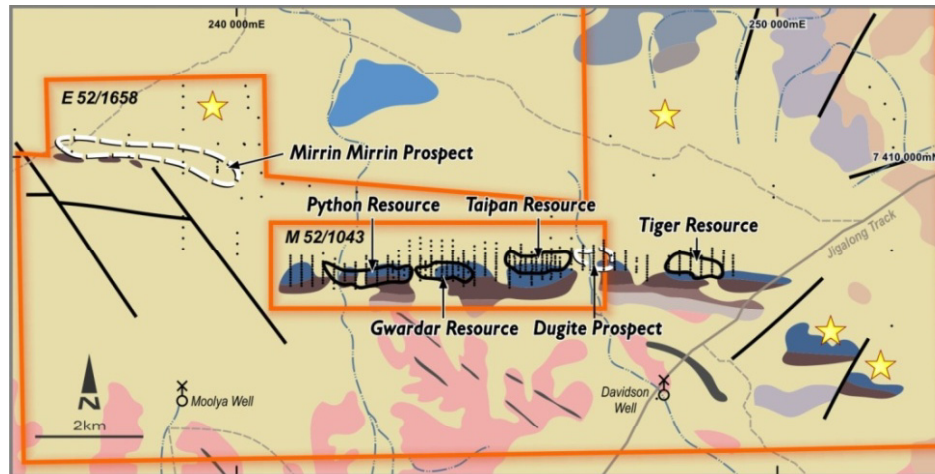 240 000mE
250 000mE
E 52/1658
Mirrin Mirrin Prospect
7 410 000mN
Python Resource
Taipan Resource
M 52/1043
Tiger Resource
Jigalong Track
Gwardar Resource
Dugite Prospect
N
2km
Moolya Well
Davidson
Well